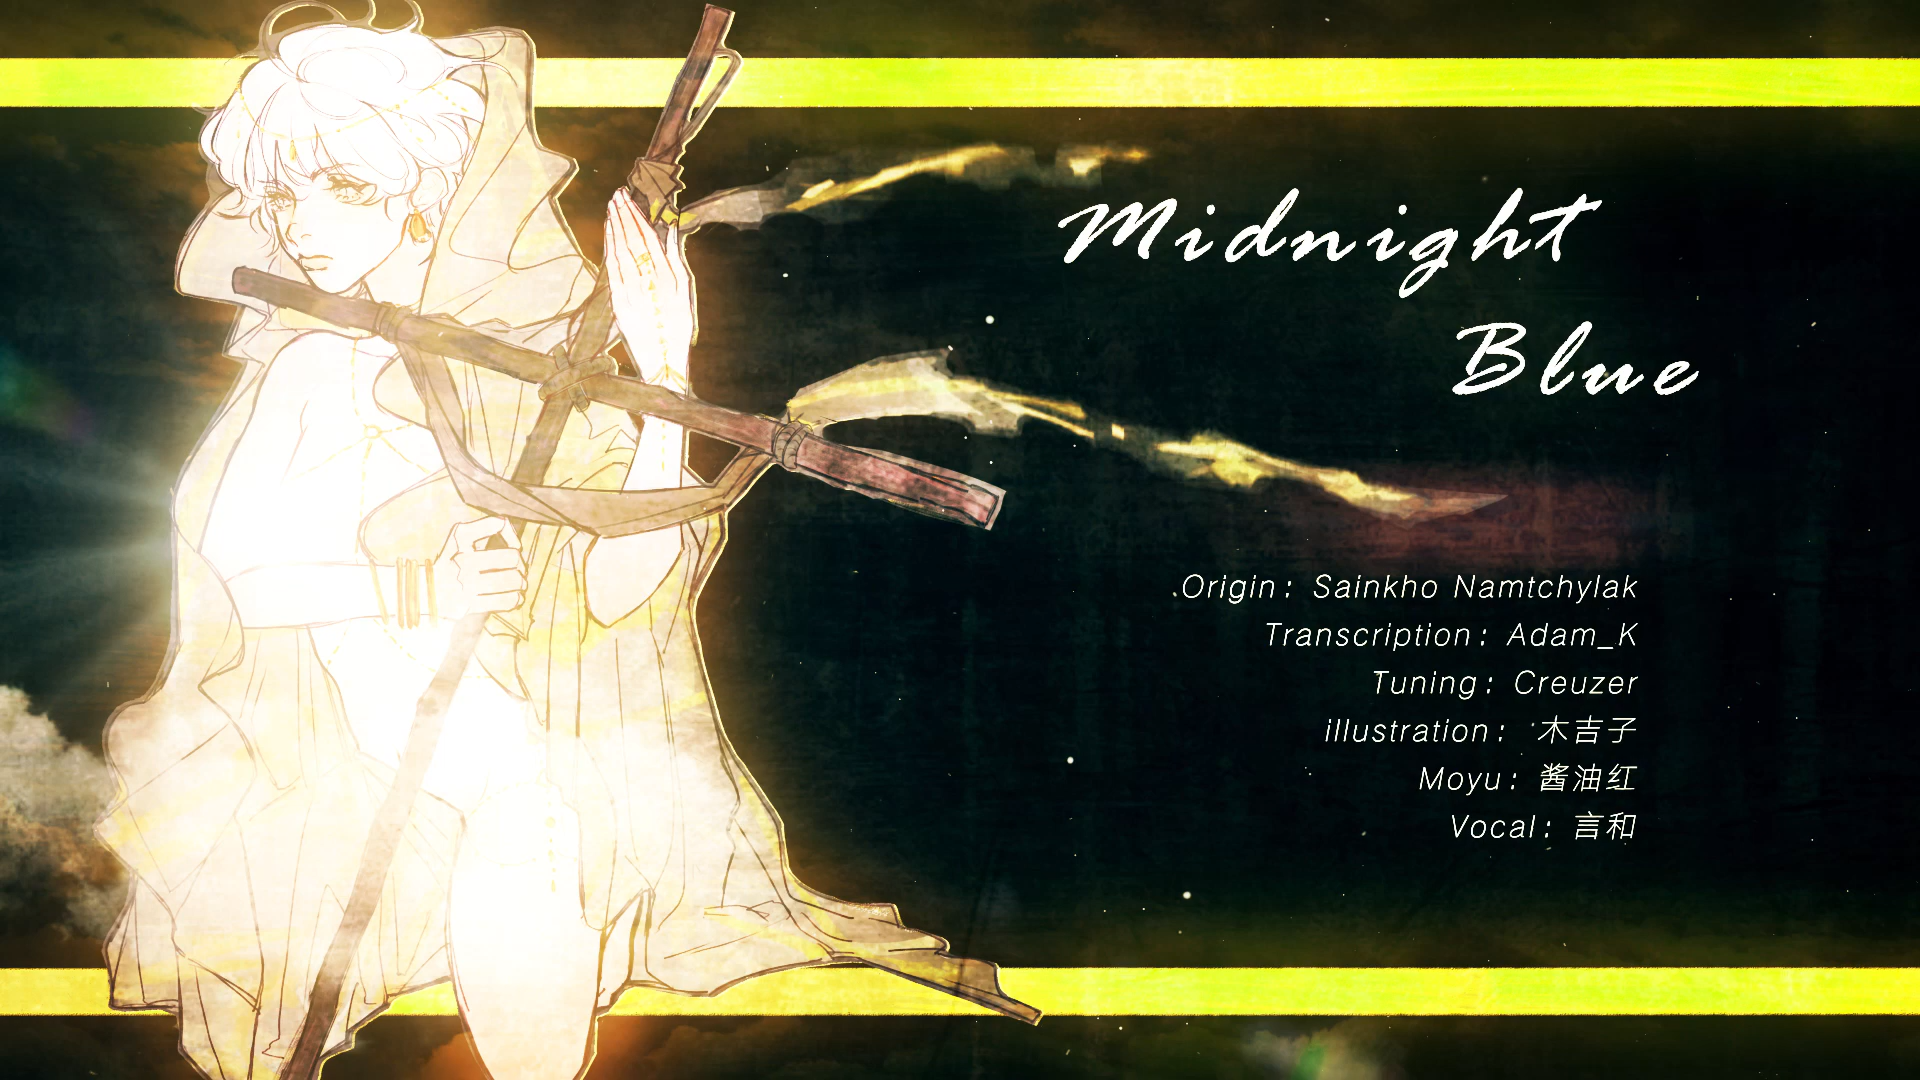 Midnight
Blue
Origin: Sainkho Namtchylak
Transcription: Adam_K
Tuning: Creuzer
illustration: 木吉子
Moyu: 酱油红
Vocal: 言和